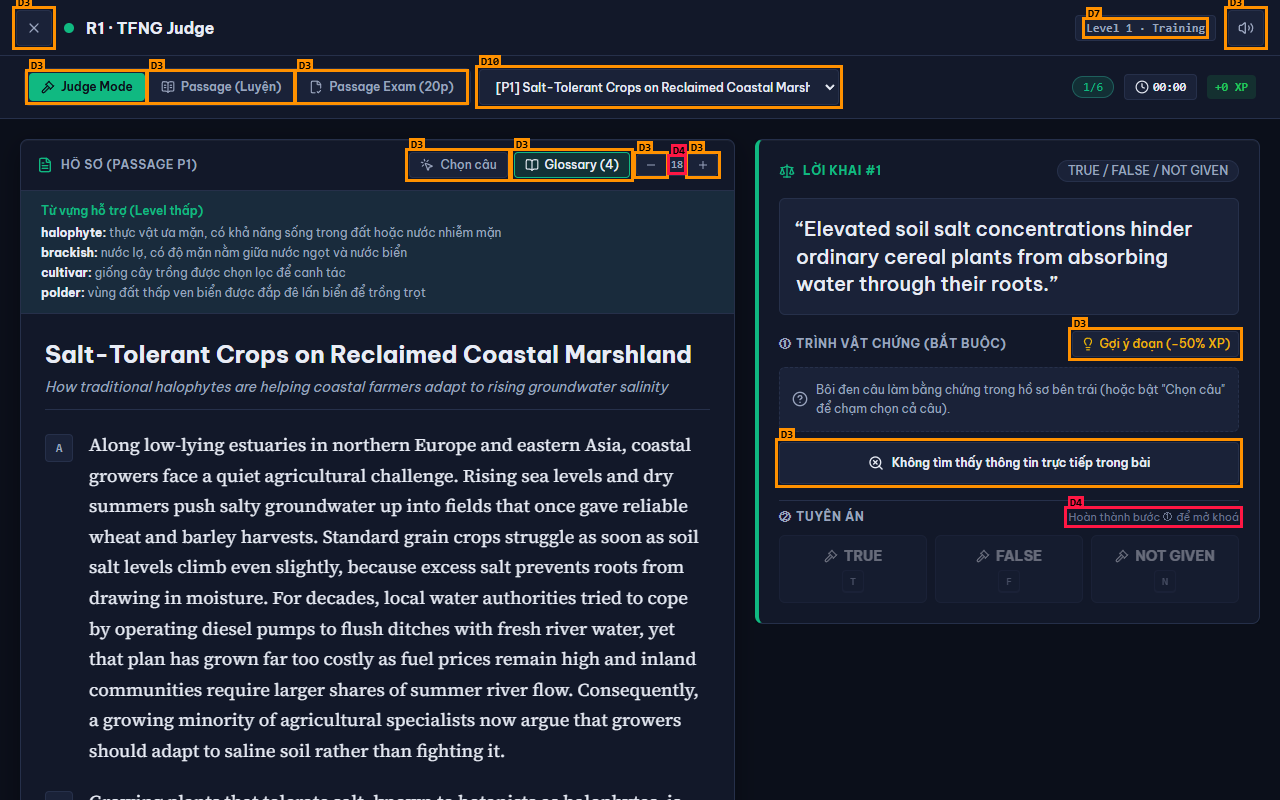 D3
R1 · TFNG Judge
D7
Level 1 · Training
D3
D3
Judge Mode
D3
Passage (Luyện)
D3
Passage Exam (20p)
D10
[P1] Salt-Tolerant Crops on Reclaimed Coastal Marsh
1/6
00:00
+0 XP
HỒ SƠ (PASSAGE P1)
D3
Chọn câu
D3
Glossary (4)
D3
−
D4
18
D3
+
Từ vựng hỗ trợ (Level thấp)
halophyte: thực vật ưa mặn, có khả năng sống trong đất hoặc nước nhiễm mặn
brackish: nước lợ, có độ mặn nằm giữa nước ngọt và nước biển
cultivar: giống cây trồng được chọn lọc để canh tác
polder: vùng đất thấp ven biển được đắp đê lấn biển để trồng trọt
Salt-Tolerant Crops on Reclaimed Coastal Marshland
How traditional halophytes are helping coastal farmers adapt to rising groundwater salinity
A
Along low-lying estuaries in northern Europe and eastern Asia, coastal
growers face a quiet agricultural challenge. Rising sea levels and dry
summers push salty groundwater up into fields that once gave reliable
wheat and barley harvests. Standard grain crops struggle as soon as soil
salt levels climb even slightly, because excess salt prevents roots from
drawing in moisture. For decades, local water authorities tried to cope
by operating diesel pumps to flush ditches with fresh river water, yet
that plan has grown far too costly as fuel prices remain high and inland
communities require larger shares of summer river flow. Consequently,
a growing minority of agricultural specialists now argue that growers
should adapt to saline soil rather than fighting it.
Growing plants that tolerate salt, known to botanists as halophytes, is
LỜI KHAI #1
TRUE / FALSE / NOT GIVEN
“Elevated soil salt concentrations hinder
ordinary cereal plants from absorbing
water through their roots.”
① TRÌNH VẬT CHỨNG (BẮT BUỘC)
D3
Gợi ý đoạn (−50% XP)
Bôi đen câu làm bằng chứng trong hồ sơ bên trái (hoặc bật "Chọn câu"
để chạm chọn cả câu).
D3
Không tìm thấy thông tin trực tiếp trong bài
② TUYÊN ÁN
D4
Hoàn thành bước ① để mở khoá
TRUE
T
FALSE
F
NOT GIVEN
N